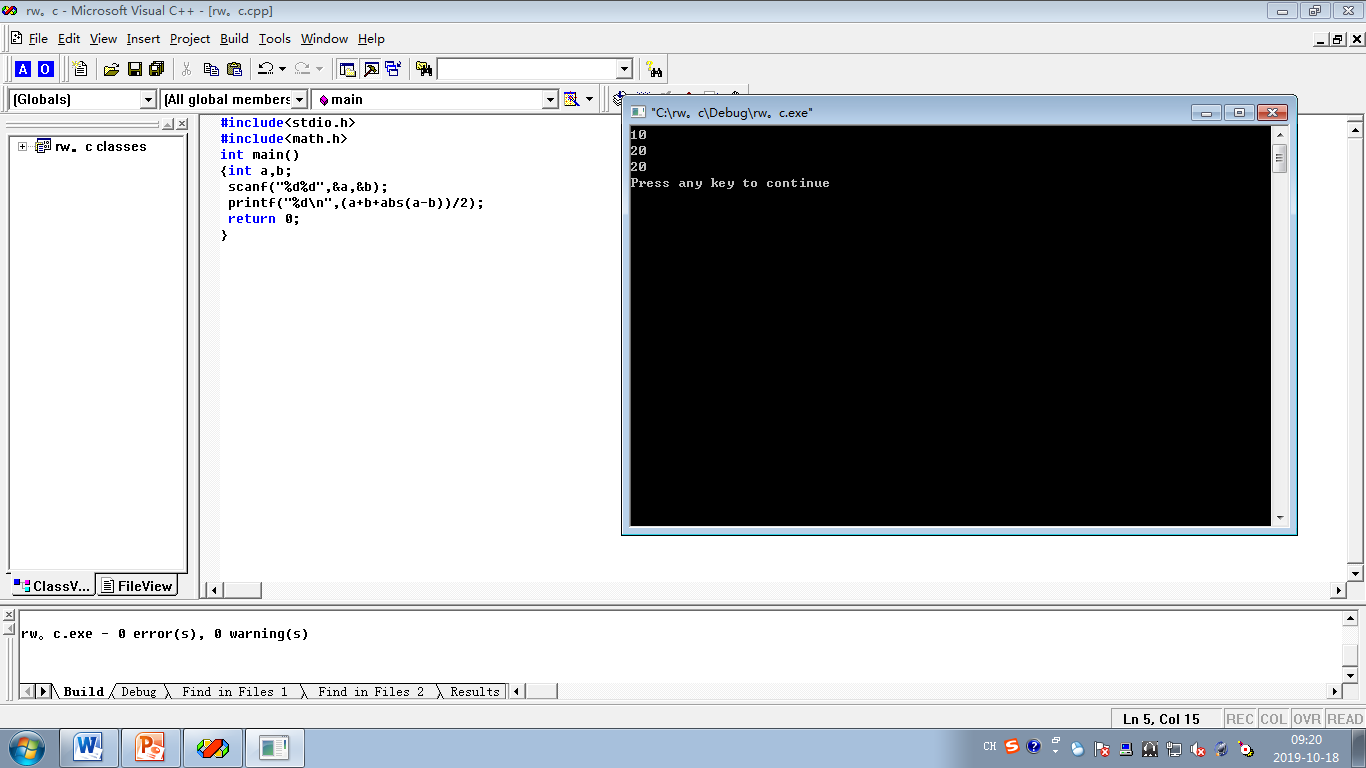 rw。c - Microsoft Visual C++ - [rw。c.cpp]
File Edit View Insert Project Build Tools Window Help
A O
(Globals) (All global members main
rw。c classes
#include<stdio.h>
#include<math.h>
int main()
{int a,b;
scanf("%d%d",&a,&b);
printf("%d\n",(a+b+abs(a-b))/2);
return 0;
}
"C:\rw。c\Debug\rw。c.exe"
10
20
20
Press any key to continue
ClassV... FileView
rw。c.exe - 0 error(s), 0 warning(s)
Build Debug Find in Files 1 Find in Files 2 Results
Ln 5, Col 15 REC COL OVR READ
CH
09:20
2019-10-18